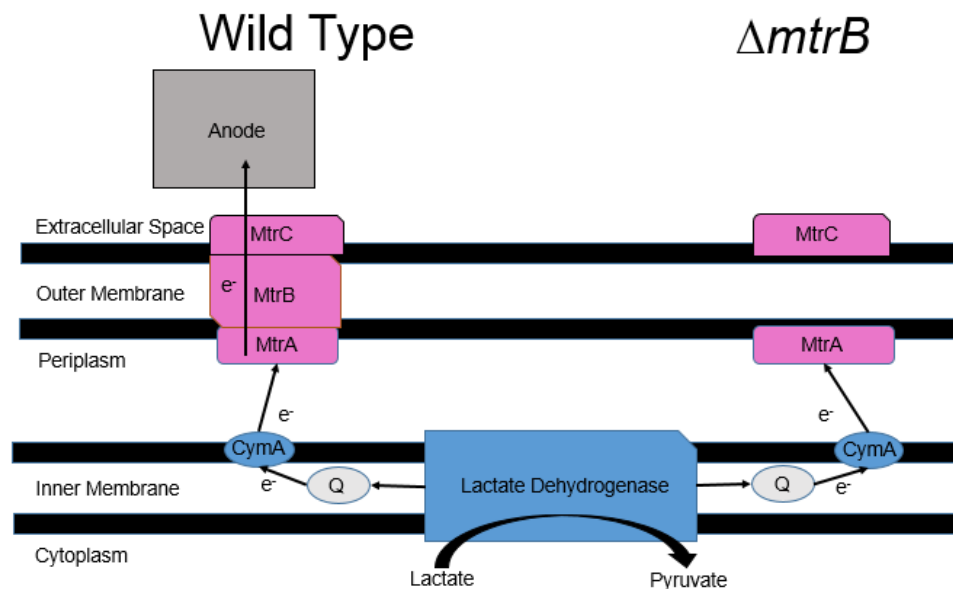 Wild Type
ΔmtrB
Anode
Extracellular Space
MtrC
MtrC
e-
Outer Membrane
MtrB
MtrA
MtrA
Periplasm
e-
e-
CymA
CymA
Inner Membrane
e-
Q
Lactate Dehydrogenase
Q
e-
Cytoplasm
Lactate
Pyruvate